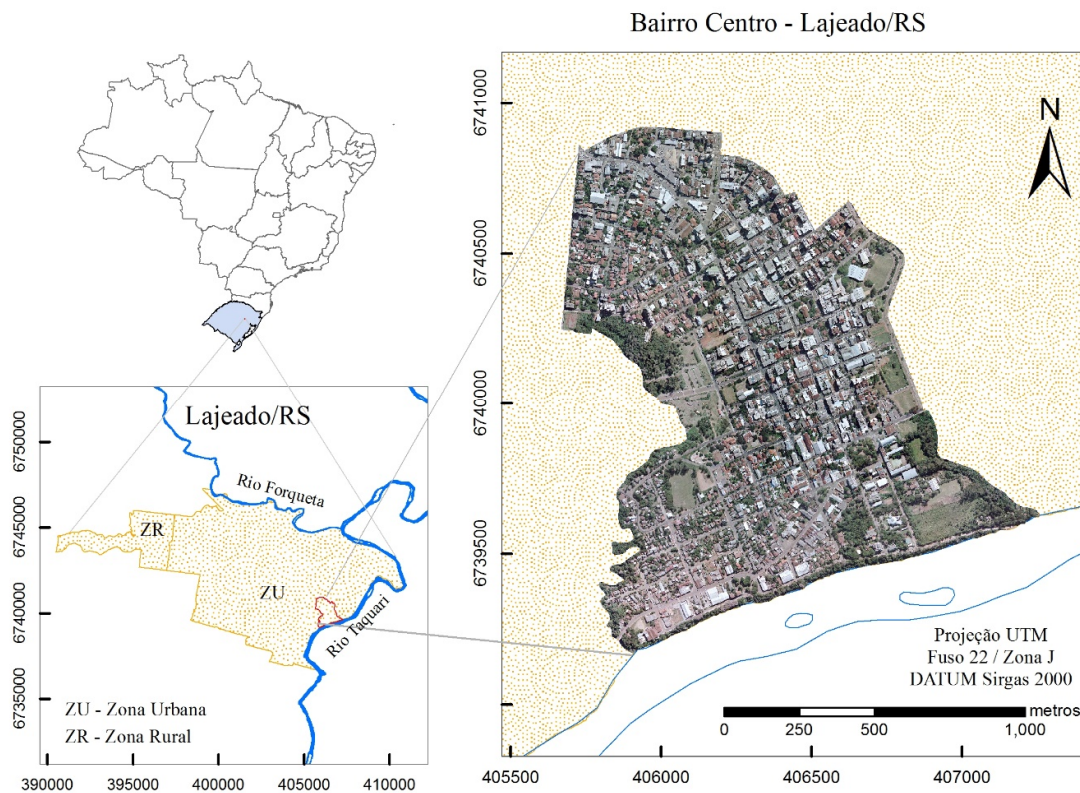 Bairro Centro - Lajeado/RS
N
6741000
6740500
6740000
6739500
Lajeado/RS
Rio Forqueta
ZR
ZU
Rio Taquari
6750000
6745000
6740000
6735000
ZU - Zona Urbana
ZR - Zona Rural
390000 395000 400000 405000 410000
Projeção UTM
Fuso 22 / Zona J
DATUM Sirgas 2000
metros
0 250 500 1,000
405500 406000 406500 407000